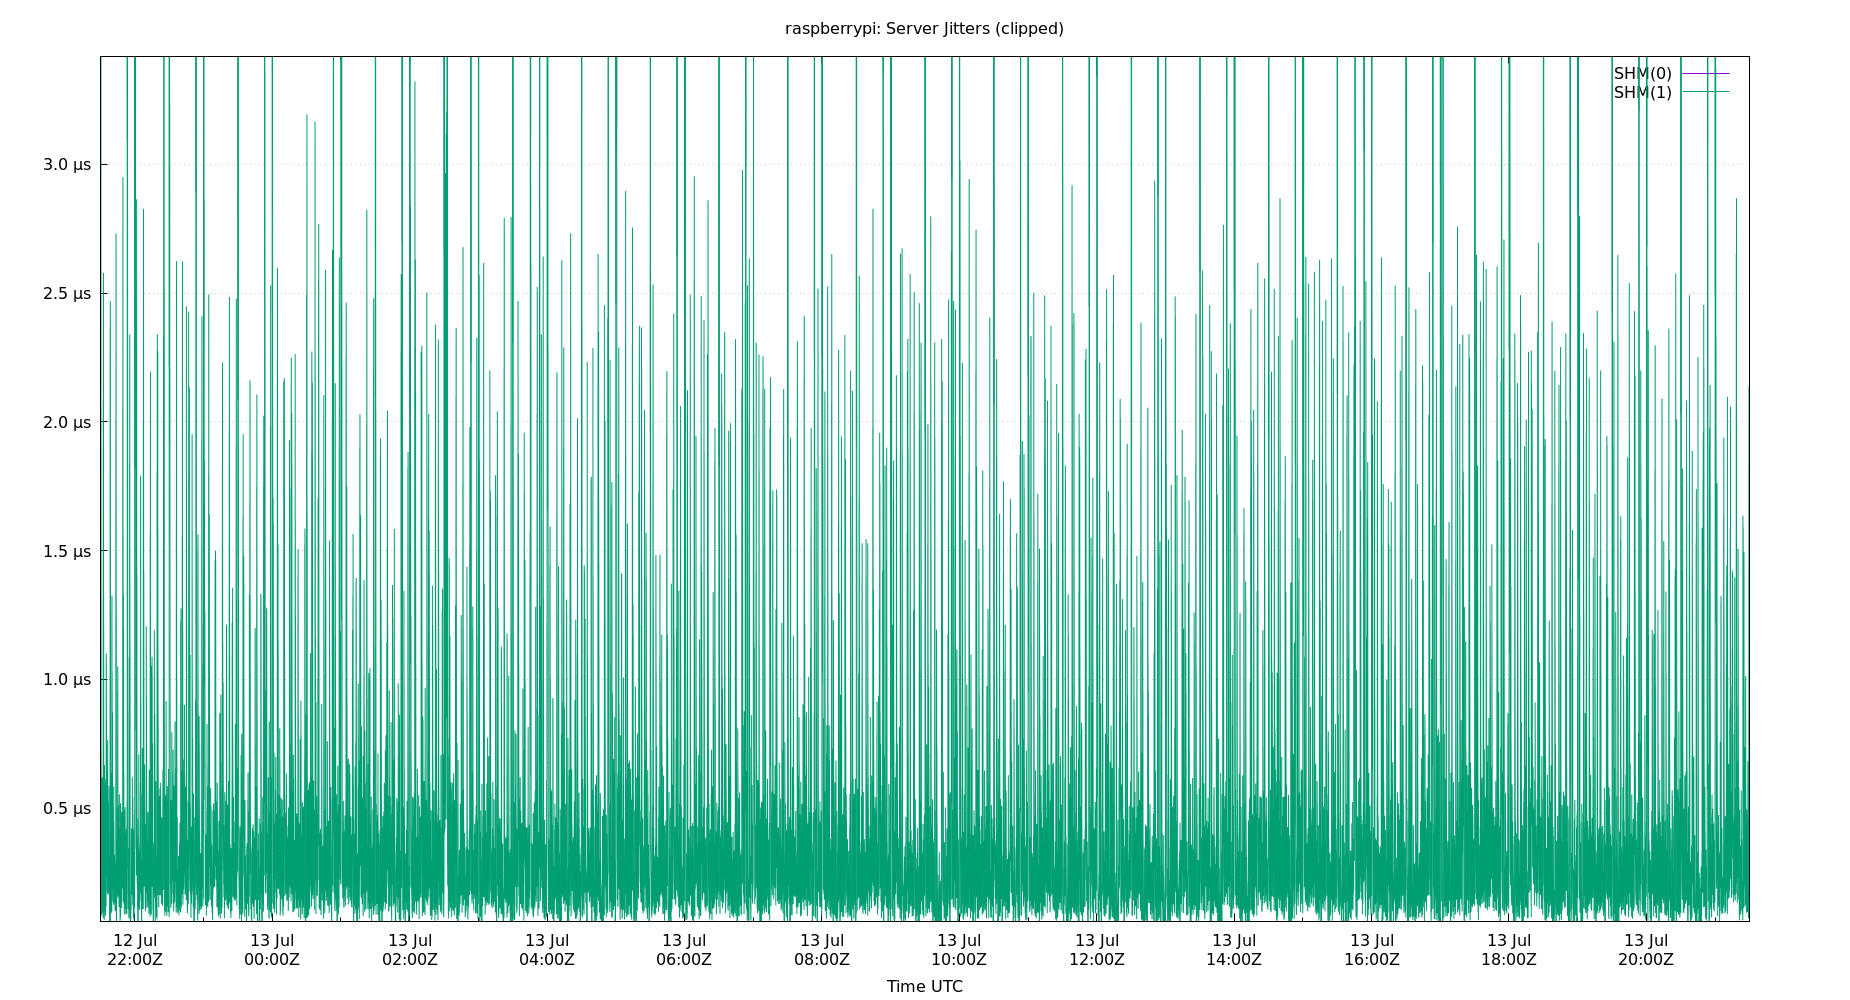 raspberrypi: Server Jitters (clipped)
SHM(0)
SHM(1)
3.0 µs
2.5 µs
2.0 µs
1.5 µs
1.0 µs
0.5 µs
12 Jul 13 Jul 13 Jul 13 Jul 13 Jul 13 Jul 13 Jul 13 Jul 13 Jul 13 Jul 13 Jul 13 Jul
22:00Z 00:00Z 02:00Z 04:00Z 06:00Z 08:00Z 10:00Z 12:00Z 14:00Z 16:00Z 18:00Z 20:00Z
Time UTC